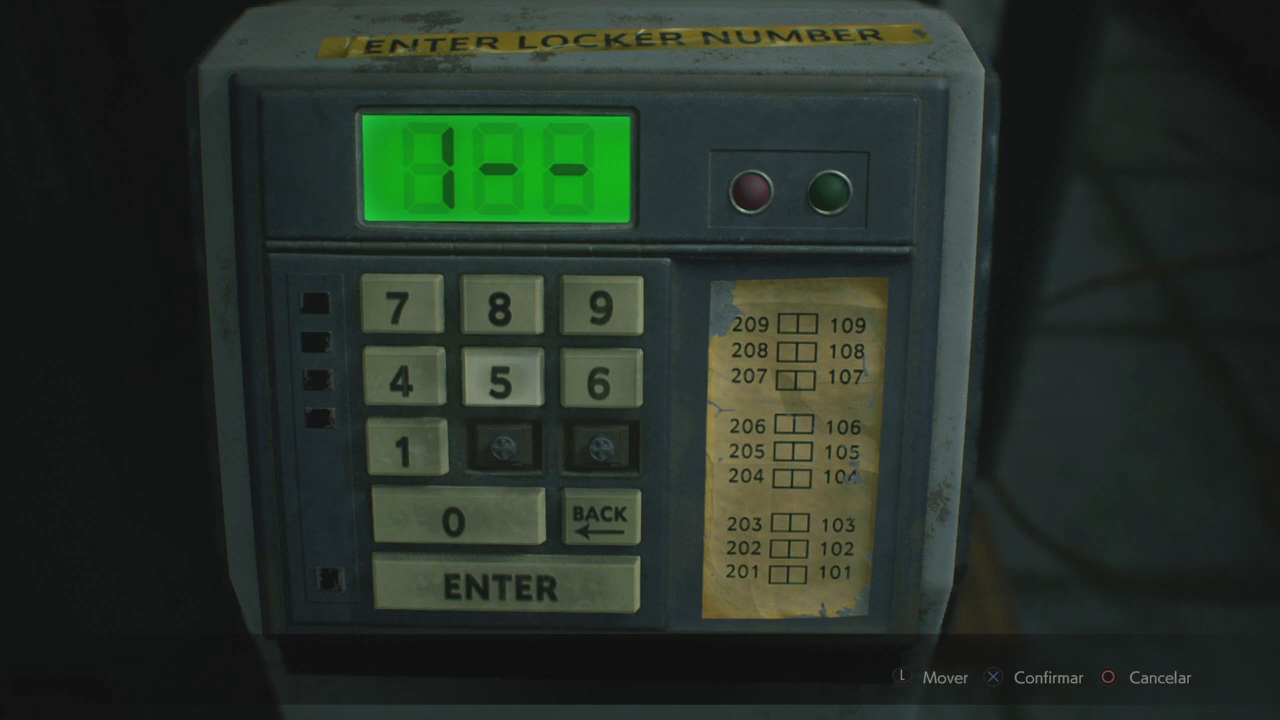 ENTER LOCKER NUMBER
1--
7 8 9
4 5 6
1
0 BACK
ENTER
209 109
208 108
207 107
206 106
205 105
204 104
203 103
202 102
201 101
L Mover Confirmar Cancelar